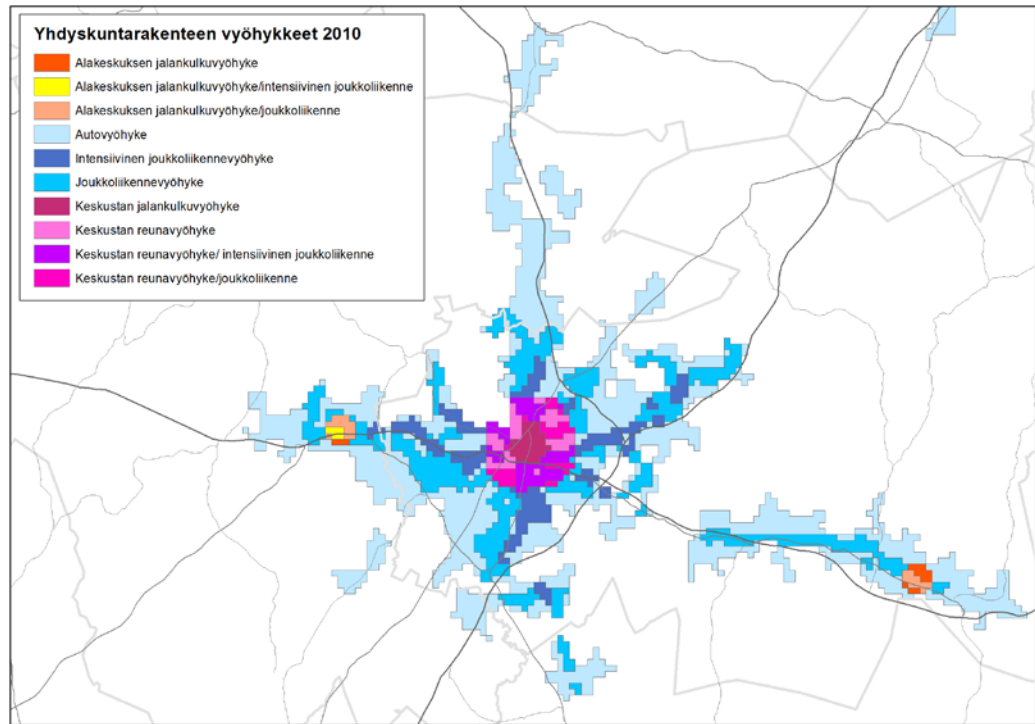 Yhdyskuntarakenteen vyöhykkeet 2010
Alakeskuksen jalankulkuvyöhyke
Alakeskuksen jalankulkuvyöhyke/intensiivinen joukkoliikenne
Alakeskuksen jalankulkuvyöhyke/joukkoliikenne
Autovyöhyke
Intensiivinen joukkoliikennevyöhyke
Joukkoliikennevyöhyke
Keskustan jalankulkuvyöhyke
Keskustan reunavyöhyke
Keskustan reunavyöhyke/ intensiivinen joukkoliikenne
Keskustan reunavyöhyke/joukkoliikenne